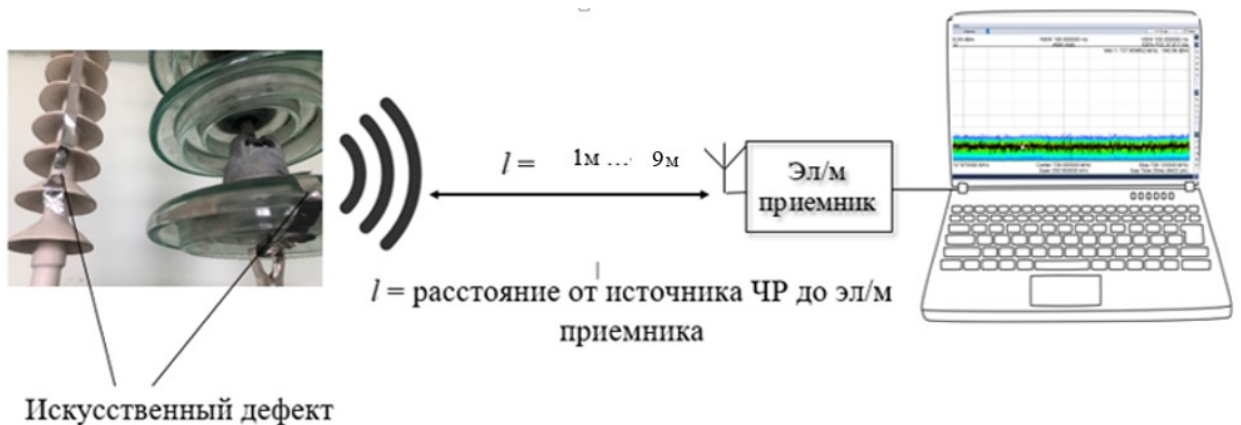 l = 1м ... 9м
Эл/м
приемник
l = расстояние от источника ЧР до эл/м
приемника
Искусственный дефект